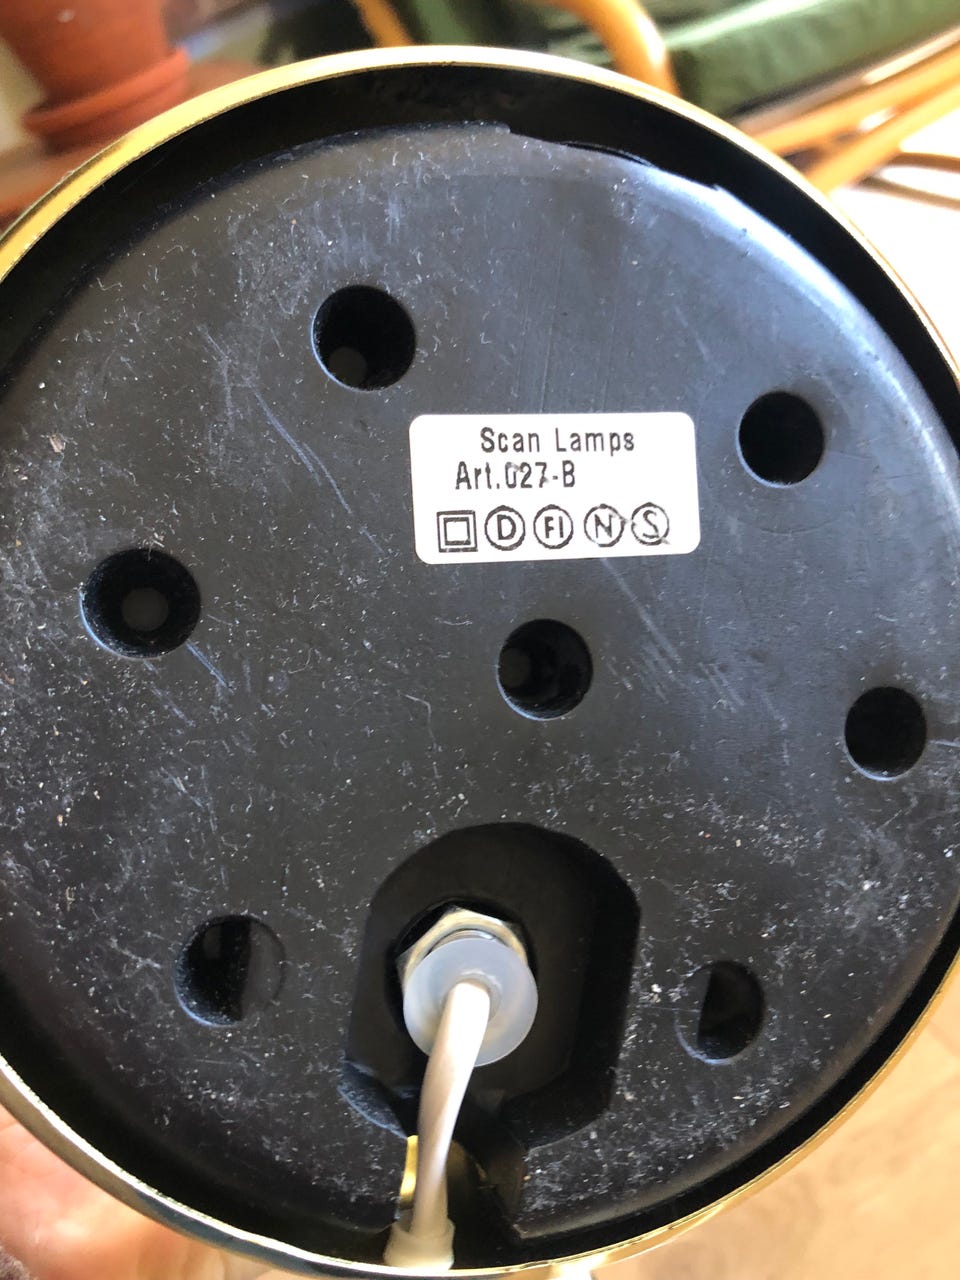 Scan Lamps
Art.027-B
D FI N S